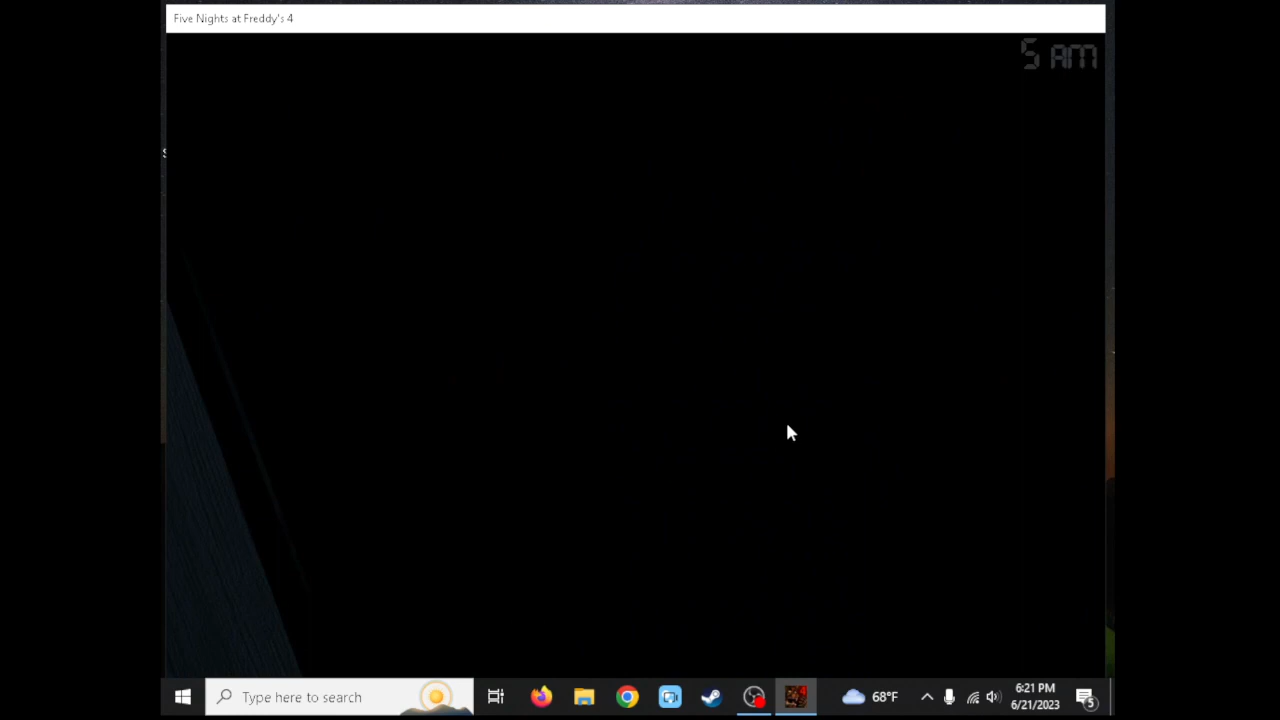 Five Nights at Freddy's 4
5 AM
s
Type here to search
68°F
6:21 PM
6/21/2023
5